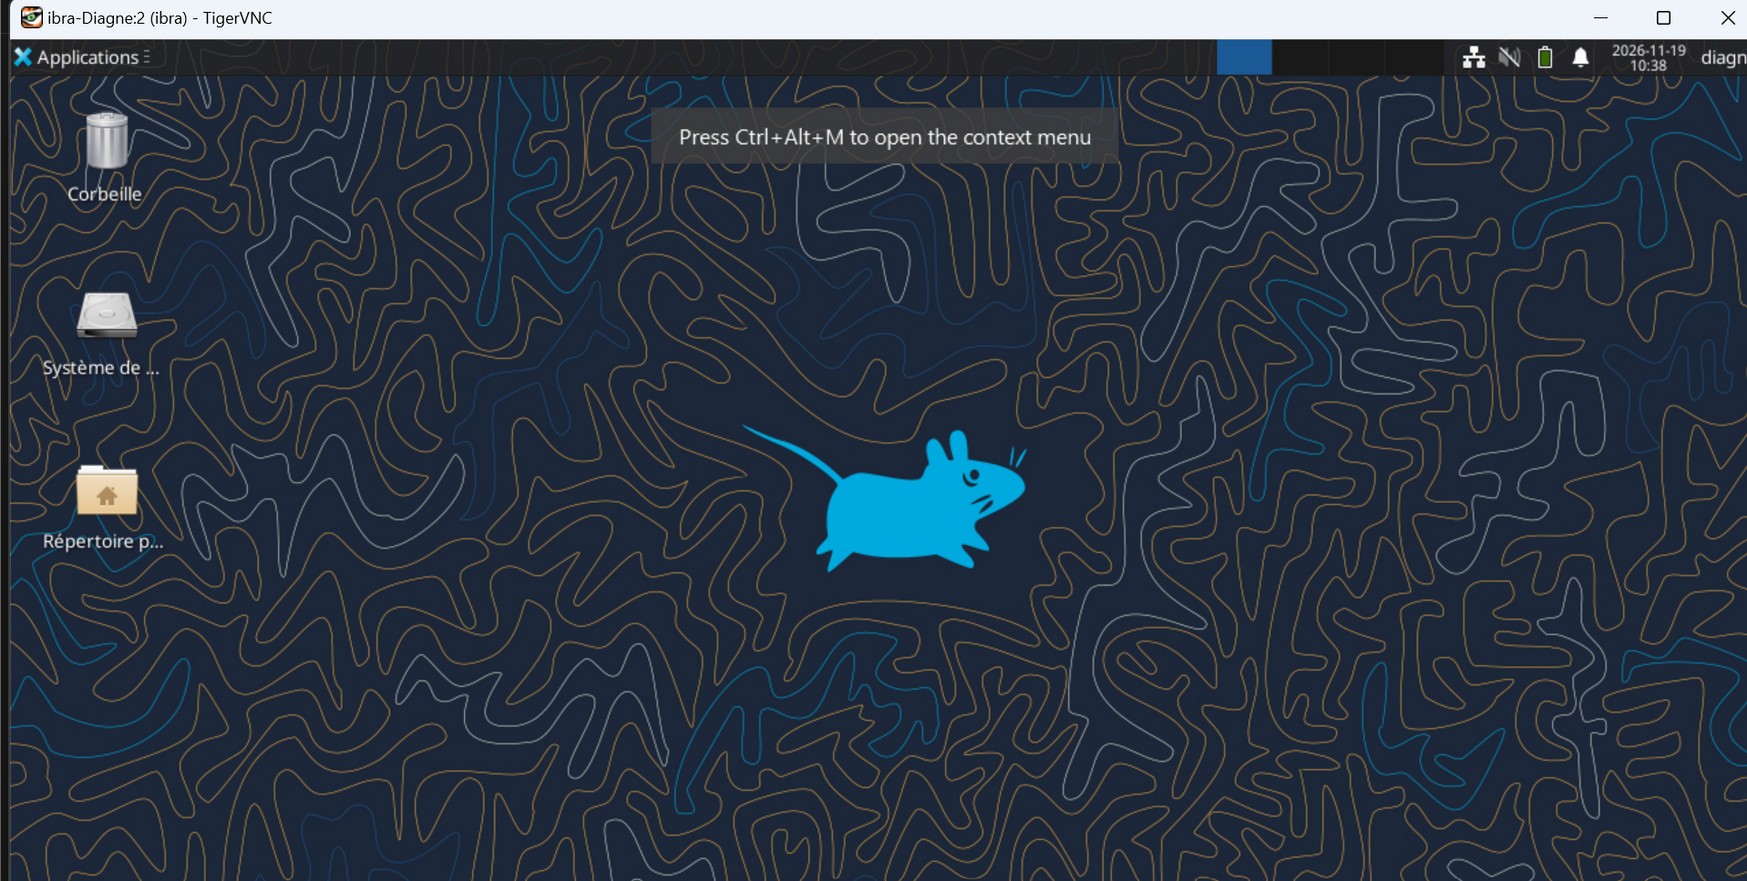 ibra-Diagne:2 (ibra) - TigerVNC
Applications
2026-11-19
10:38
diagn
Press Ctrl+Alt+M to open the context menu
Corbeille
Système de ...
Répertoire p...